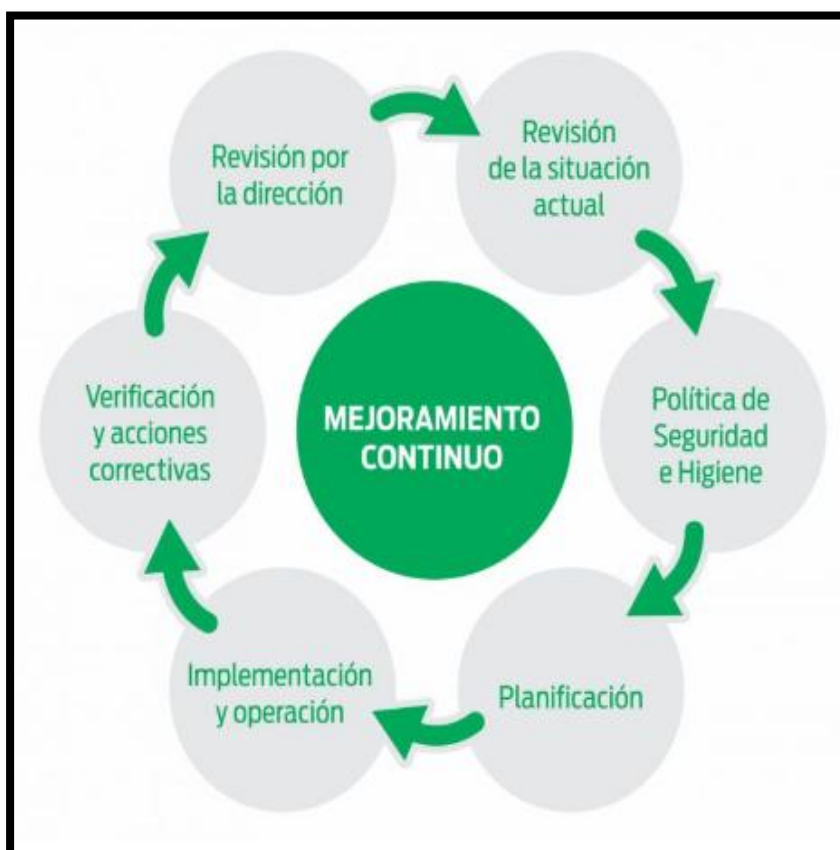 Revisión por
la dirección
Revisión
de la situación
actual
Política de
Seguridad
e Higiene
Planificación
Implementación
y operación
Verificación
y acciones
correctivas
MEJORAMIENTO
CONTINUO